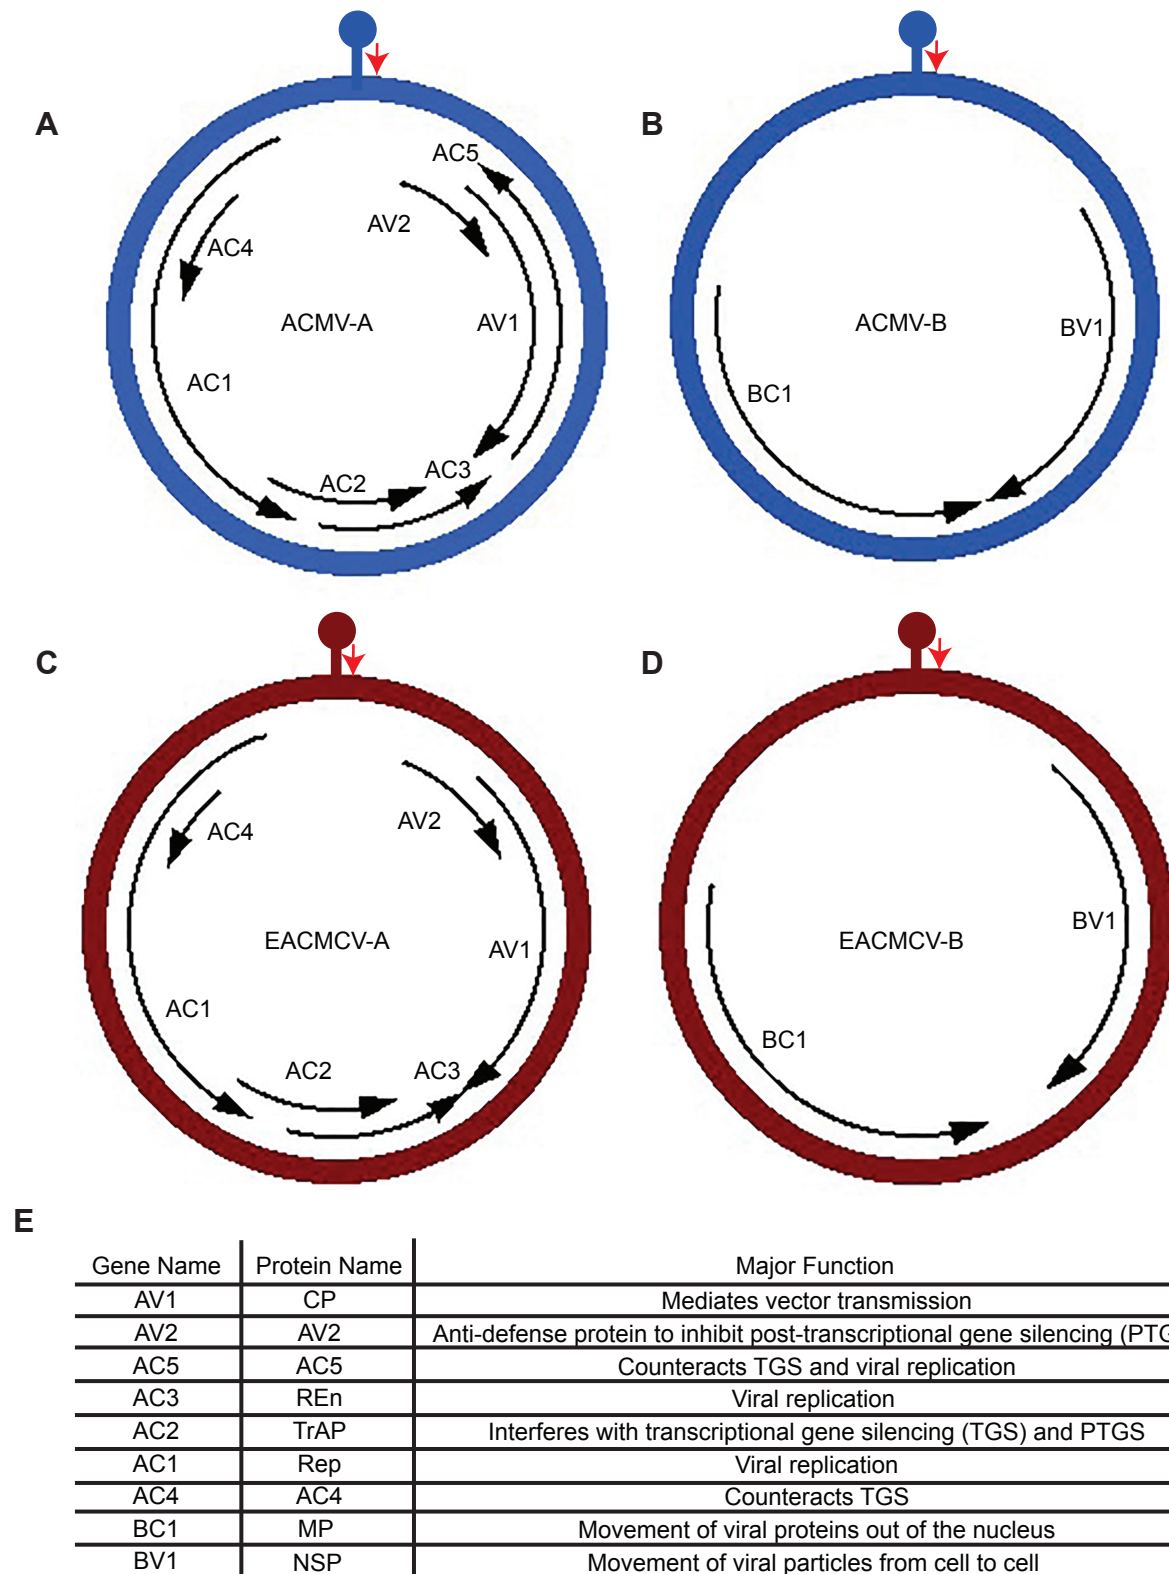 A
B
AC5
AV2
AC4
ACMV-A
AV1
ACMV-B
BV1
AC1
BC1
AC3
AC2
C
D
AC4
AV2
EACMCV-A
AV1
EACMCV-B
BV1
AC1
BC1
AC2
AC3
E
Gene Name Protein Name Major Function
AV1 CP Mediates vector transmission
AV2 AV2 Anti-defense protein to inhibit post-transcriptional gene silencing (PTG
AC5 AC5 Counteracts TGS and viral replication
AC3 REn Viral replication
AC2 TrAP Interferes with transcriptional gene silencing (TGS) and PTGS
AC1 Rep Viral replication
AC4 AC4 Counteracts TGS
BC1 MP Movement of viral proteins out of the nucleus
BV1 NSP Movement of viral particles from cell to cell